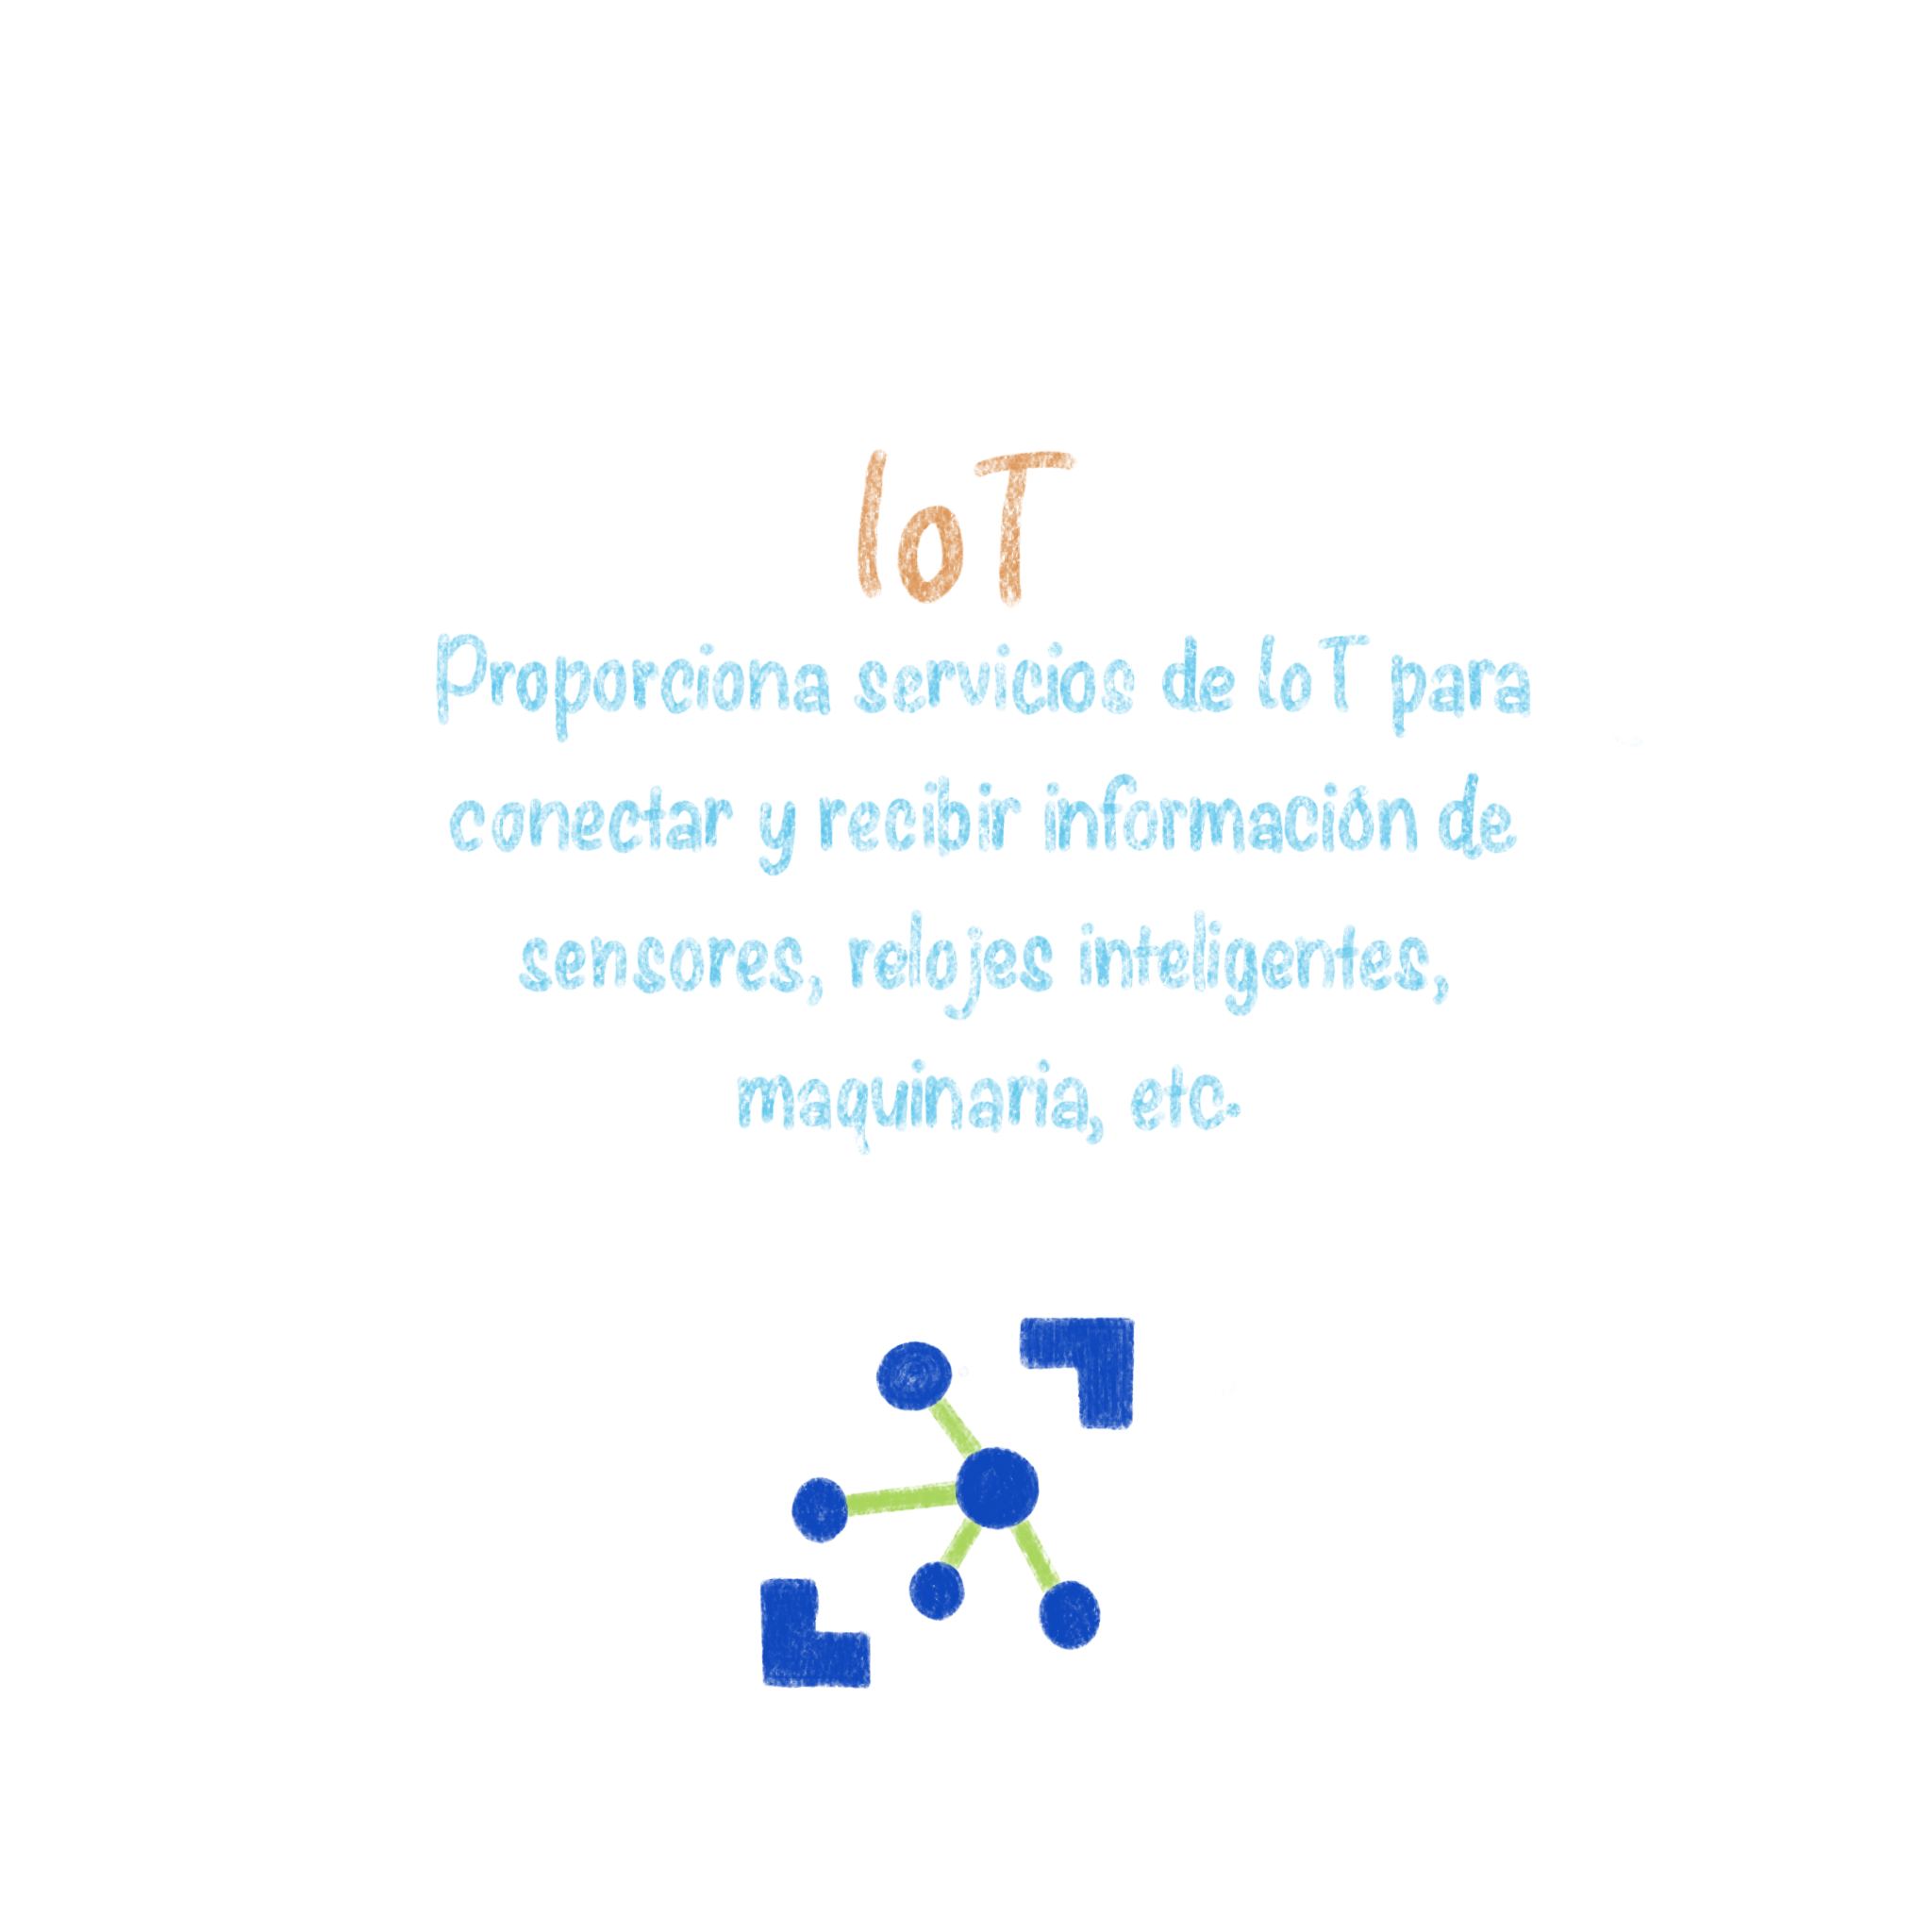 IoT
Proporciona servicios de IoT para
conectar y recibir información de
sensores, relojes inteligentes,
maquinaria, etc.